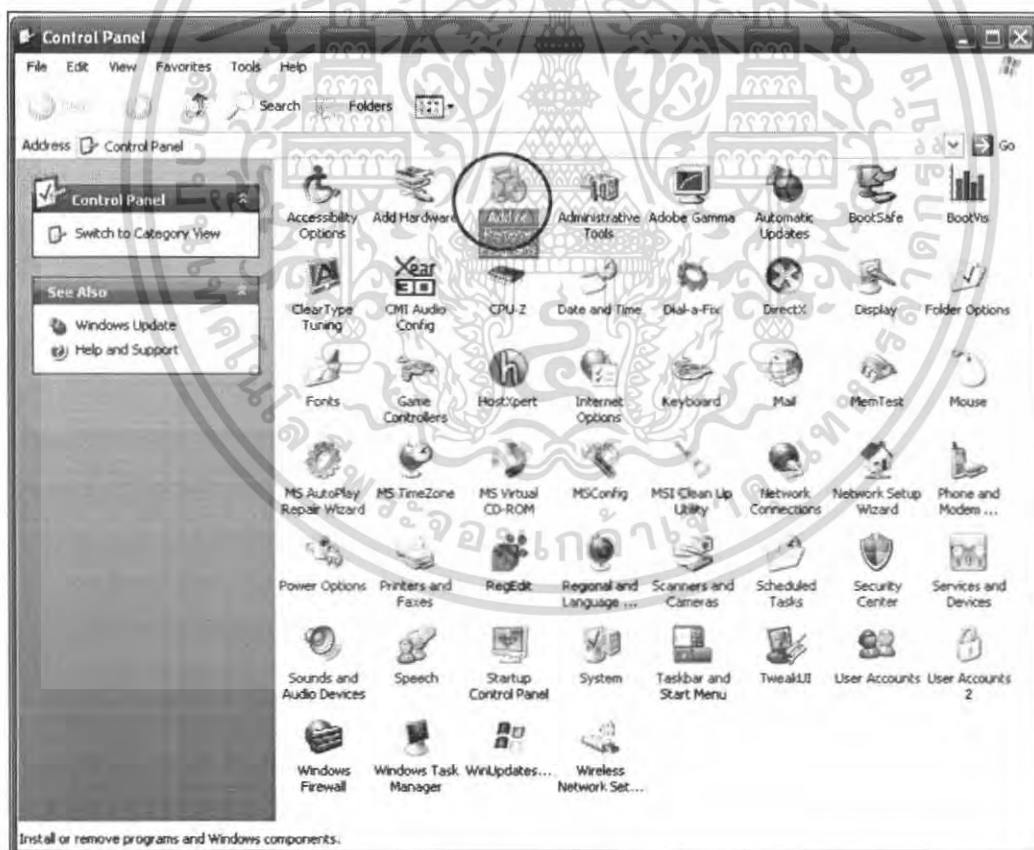 Control Panel
File Edit View Favorites Tools Help
Search Folders
Address Control Panel Go
Control Panel
Switch to Category View
See Also
Windows Update
Help and Support
Accessibility Options
Add Hardware
Add or
Administrative Tools
Adobe Gamma
Automatic Updates
BootSafe
BootVis
ClearType Tuning
Xear 3D
CMI Audio Config
CPU-Z
Date and Time
Dial-a-Fix
DirectX
Display
Folder Options
Fonts
Game Controllers
HostXpert
Internet Options
Keyboard
Mail
MemTest
Mouse
MS AutoPlay Repair Wizard
MS TimeZone
MS Virtual CD-ROM
MSConfig
MSI Clean Up Utility
Network Connections
Network Setup Wizard
Phone and Modem ...
Power Options
Printers and Faxes
RegEdit
Regional and Language ...
Scanners and Cameras
Scheduled Tasks
Security Center
Services and Devices
Sounds and Audio Devices
Speech
Startup Control Panel
System
Taskbar and Start Menu
TweakUI
User Accounts
User Accounts 2
Windows Firewall
Windows Task Manager
WinUpdates...
Wireless Network Set...
Install or remove programs and Windows components.